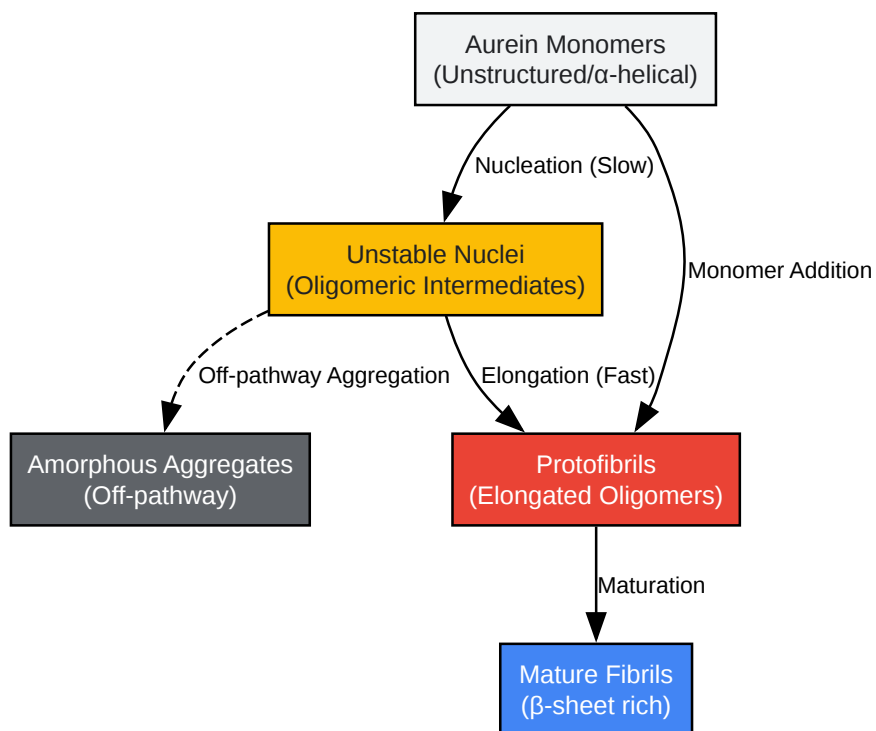 Aurein Monomers
(Unstructured/α-helical)
Nucleation (Slow)
Unstable Nuclei
(Oligomeric Intermediates)
Monomer Addition
Off-pathway Aggregation
Elongation (Fast)
Amorphous Aggregates
(Off-pathway)
Protofibrils
(Elongated Oligomers)
Maturation
Mature Fibrils
(β-sheet rich)